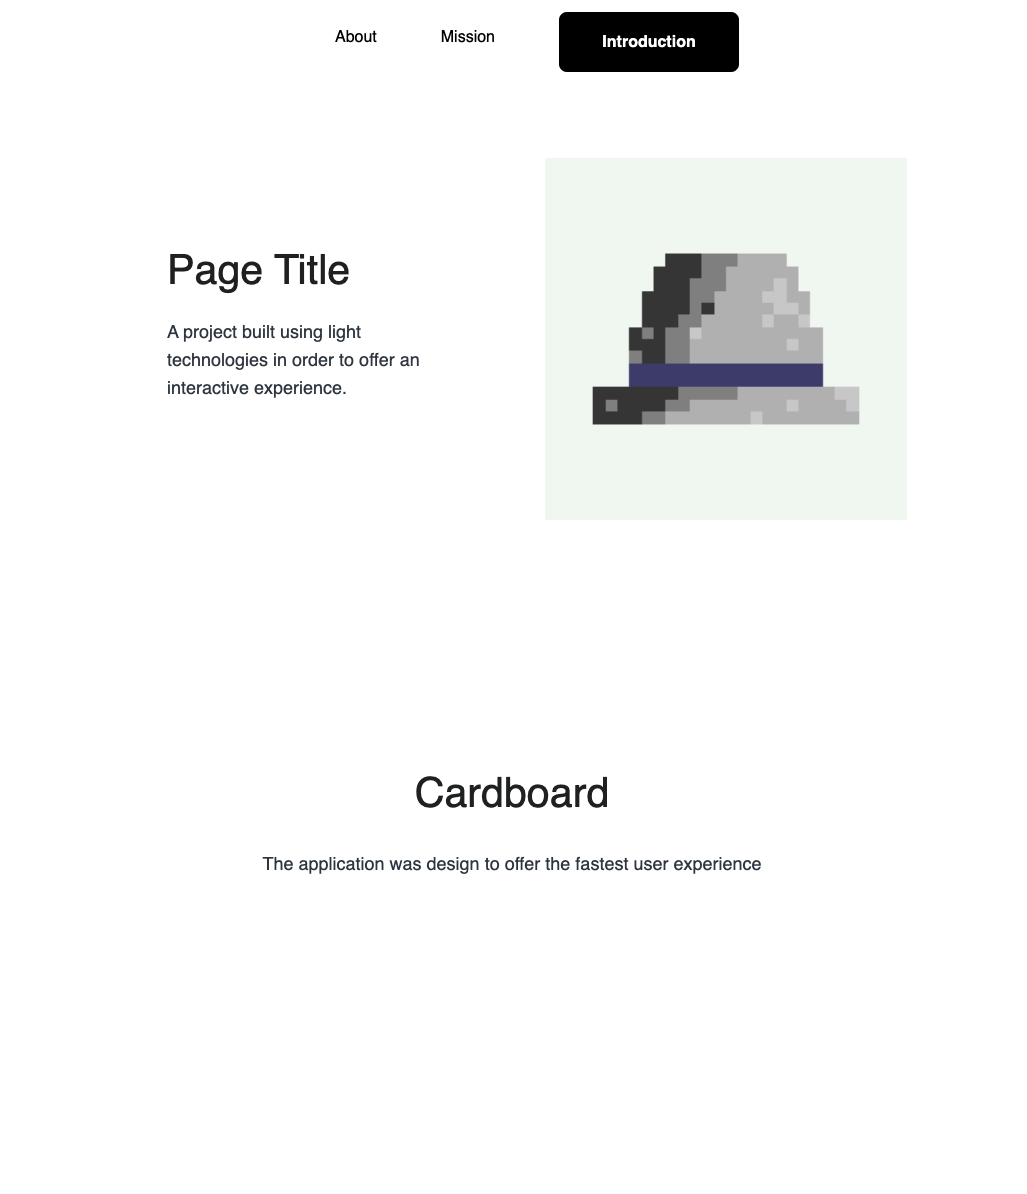 About
Mission
Introduction
Page Title
A project built using light
technologies in order to offer an
interactive experience.
Cardboard
The application was design to offer the fastest user experience